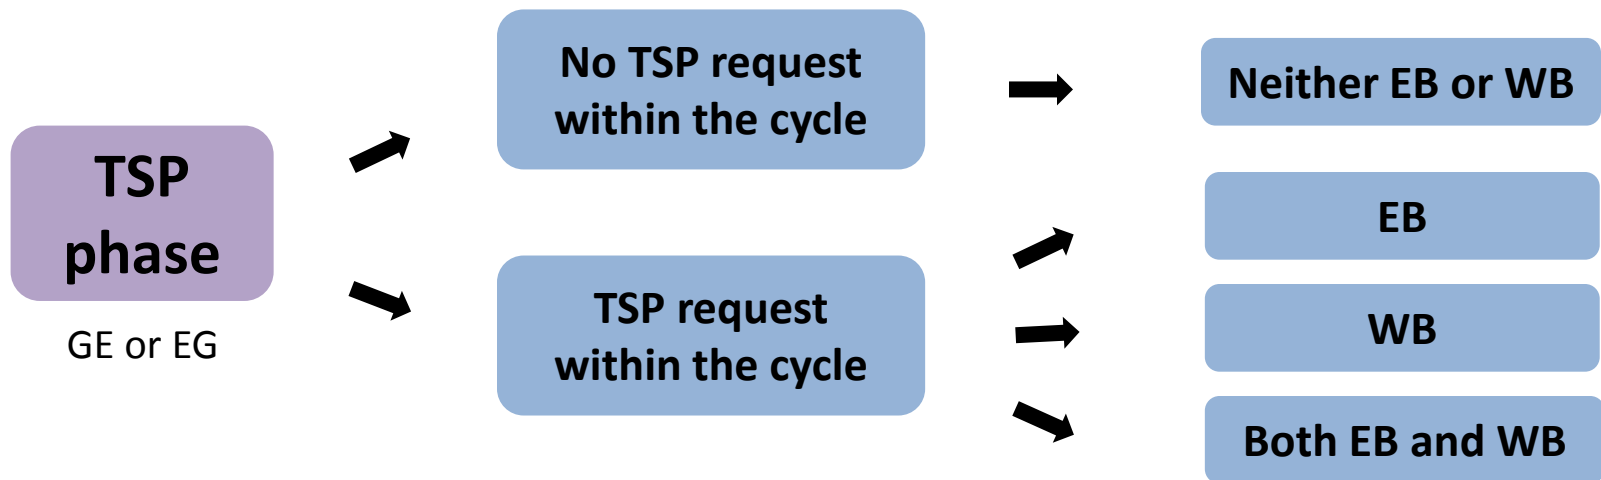 TSP
phase
GE or EG
No TSP request
within the cycle
TSP request
within the cycle
Neither EB or WB
EB
WB
Both EB and WB